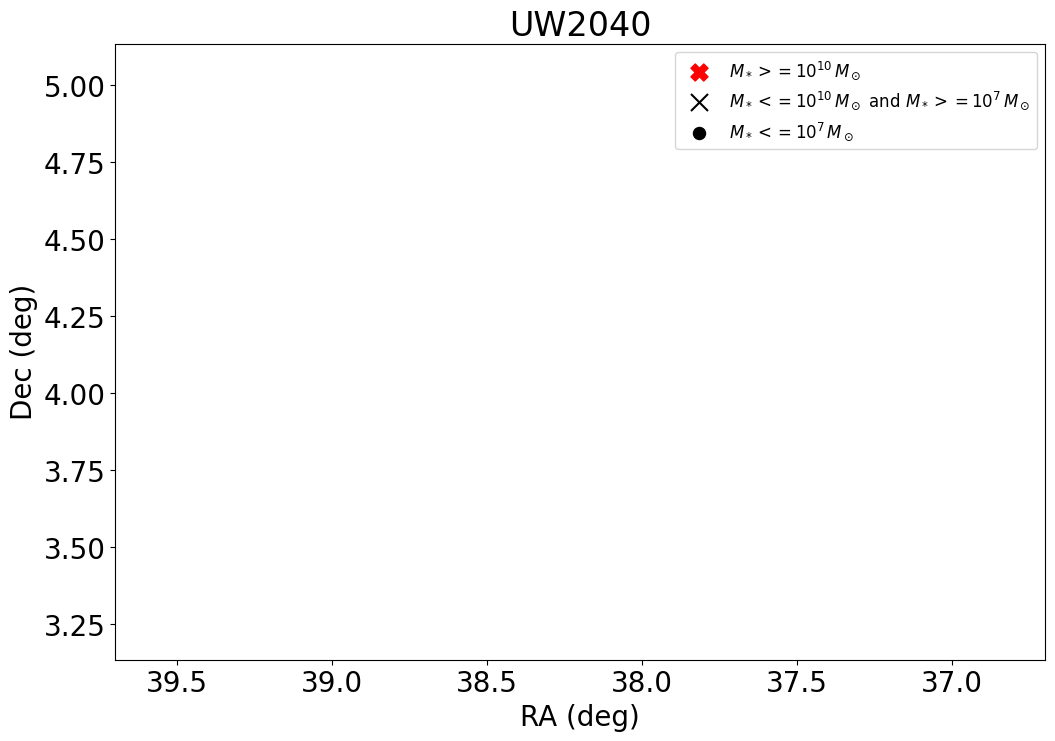 UW2040
M* >= 10^10 M⊙
M* <= 10^10 M⊙ and M* >= 10^7 M⊙
M* <= 10^7 M⊙
5.00
4.75
4.50
4.25
4.00
3.75
3.50
3.25
Dec (deg)
39.5 39.0 38.5 38.0 37.5 37.0
RA (deg)